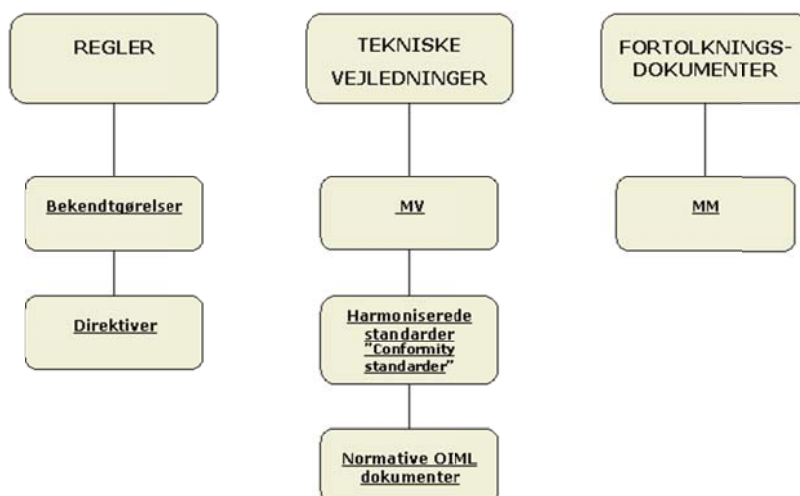 REGLER
Bekendtgørelser
Direktiver
TEKNISKE
VEJLEDNINGER
MV
Harmoniserede
standarder
"Conformity
standarder"
Normative OIML
dokumenter
FORTOLKNINGS-
DOKUMENTER
MM